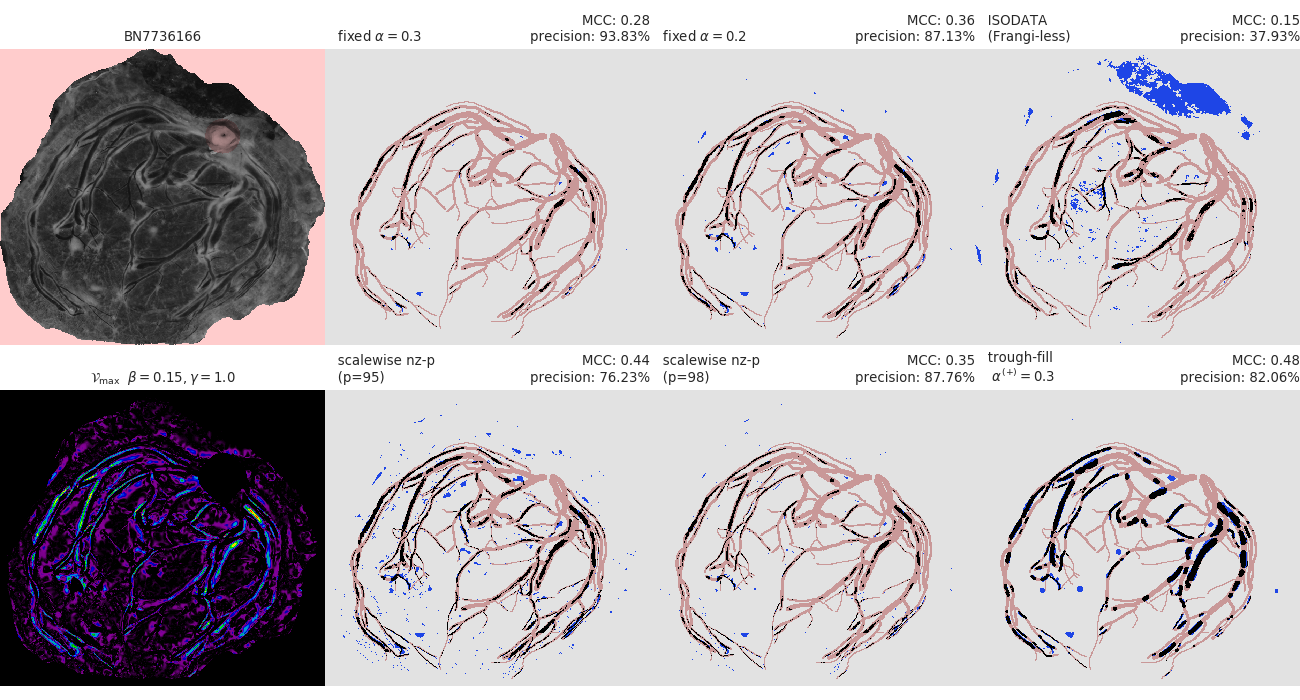 BN7736166
fixed α = 0.3
MCC: 0.28
precision: 93.83%
fixed α = 0.2
MCC: 0.36
precision: 87.13%
ISODATA
(Frangi-less)
MCC: 0.15
precision: 37.93%
𝒱max β = 0.15, γ = 1.0
scalewise nz-p
(p=95)
MCC: 0.44
precision: 76.23%
scalewise nz-p
(p=98)
MCC: 0.35
precision: 87.76%
trough-fill
α(+) = 0.3
MCC: 0.48
precision: 82.06%